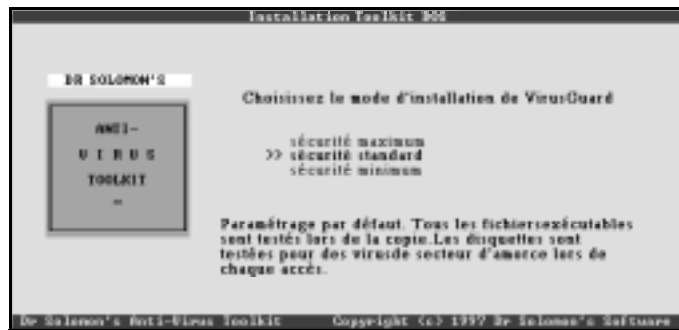 Installation Toolkit DOS
DR SOLOMON'S
ANTI-
V I R U S
TOOLKIT
Choisissez le mode d'installation de VirusGuard
sécurité maximum
>> sécurité standard
sécurité minimum
Paramétrage par défaut. Tous les fichiersexécutables
sont testés lors de la copie.Les disquettes sont
testées pour des virusde secteur d'amorce lors de
chaque accès.
Dr Solomon's Anti-Virus Toolkit Copyright (c) 1997 Dr Solomon's Software